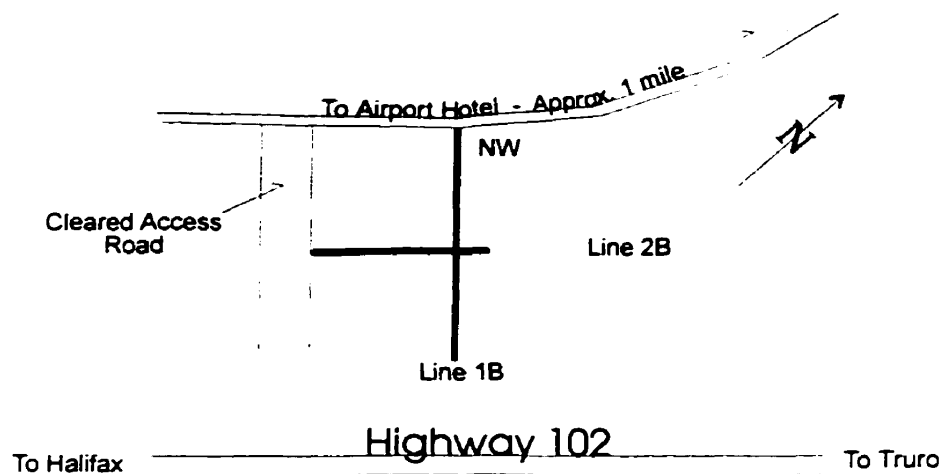 To Airport Hotel - Approx. 1 mile
N
NW
Cleared Access
Road
Line 2B
Line 1B
Highway 102
To Halifax
To Truro